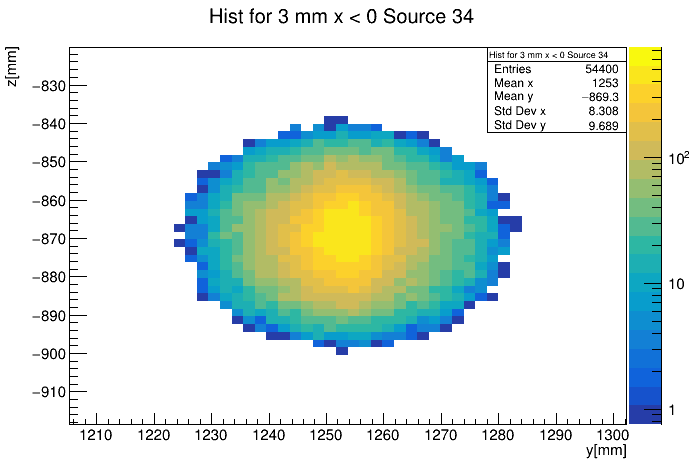 Hist for 3 mm x < 0 Source 34
z[mm]
Hist for 3 mm x < 0 Source 34
Entries 54400
Mean x 1253
Mean y −869.3
Std Dev x 8.308
Std Dev y 9.689
−830
−840
−850
−860
−870
−880
−890
−900
−910
10²
10
1
1210 1220 1230 1240 1250 1260 1270 1280 1290 1300
y[mm]